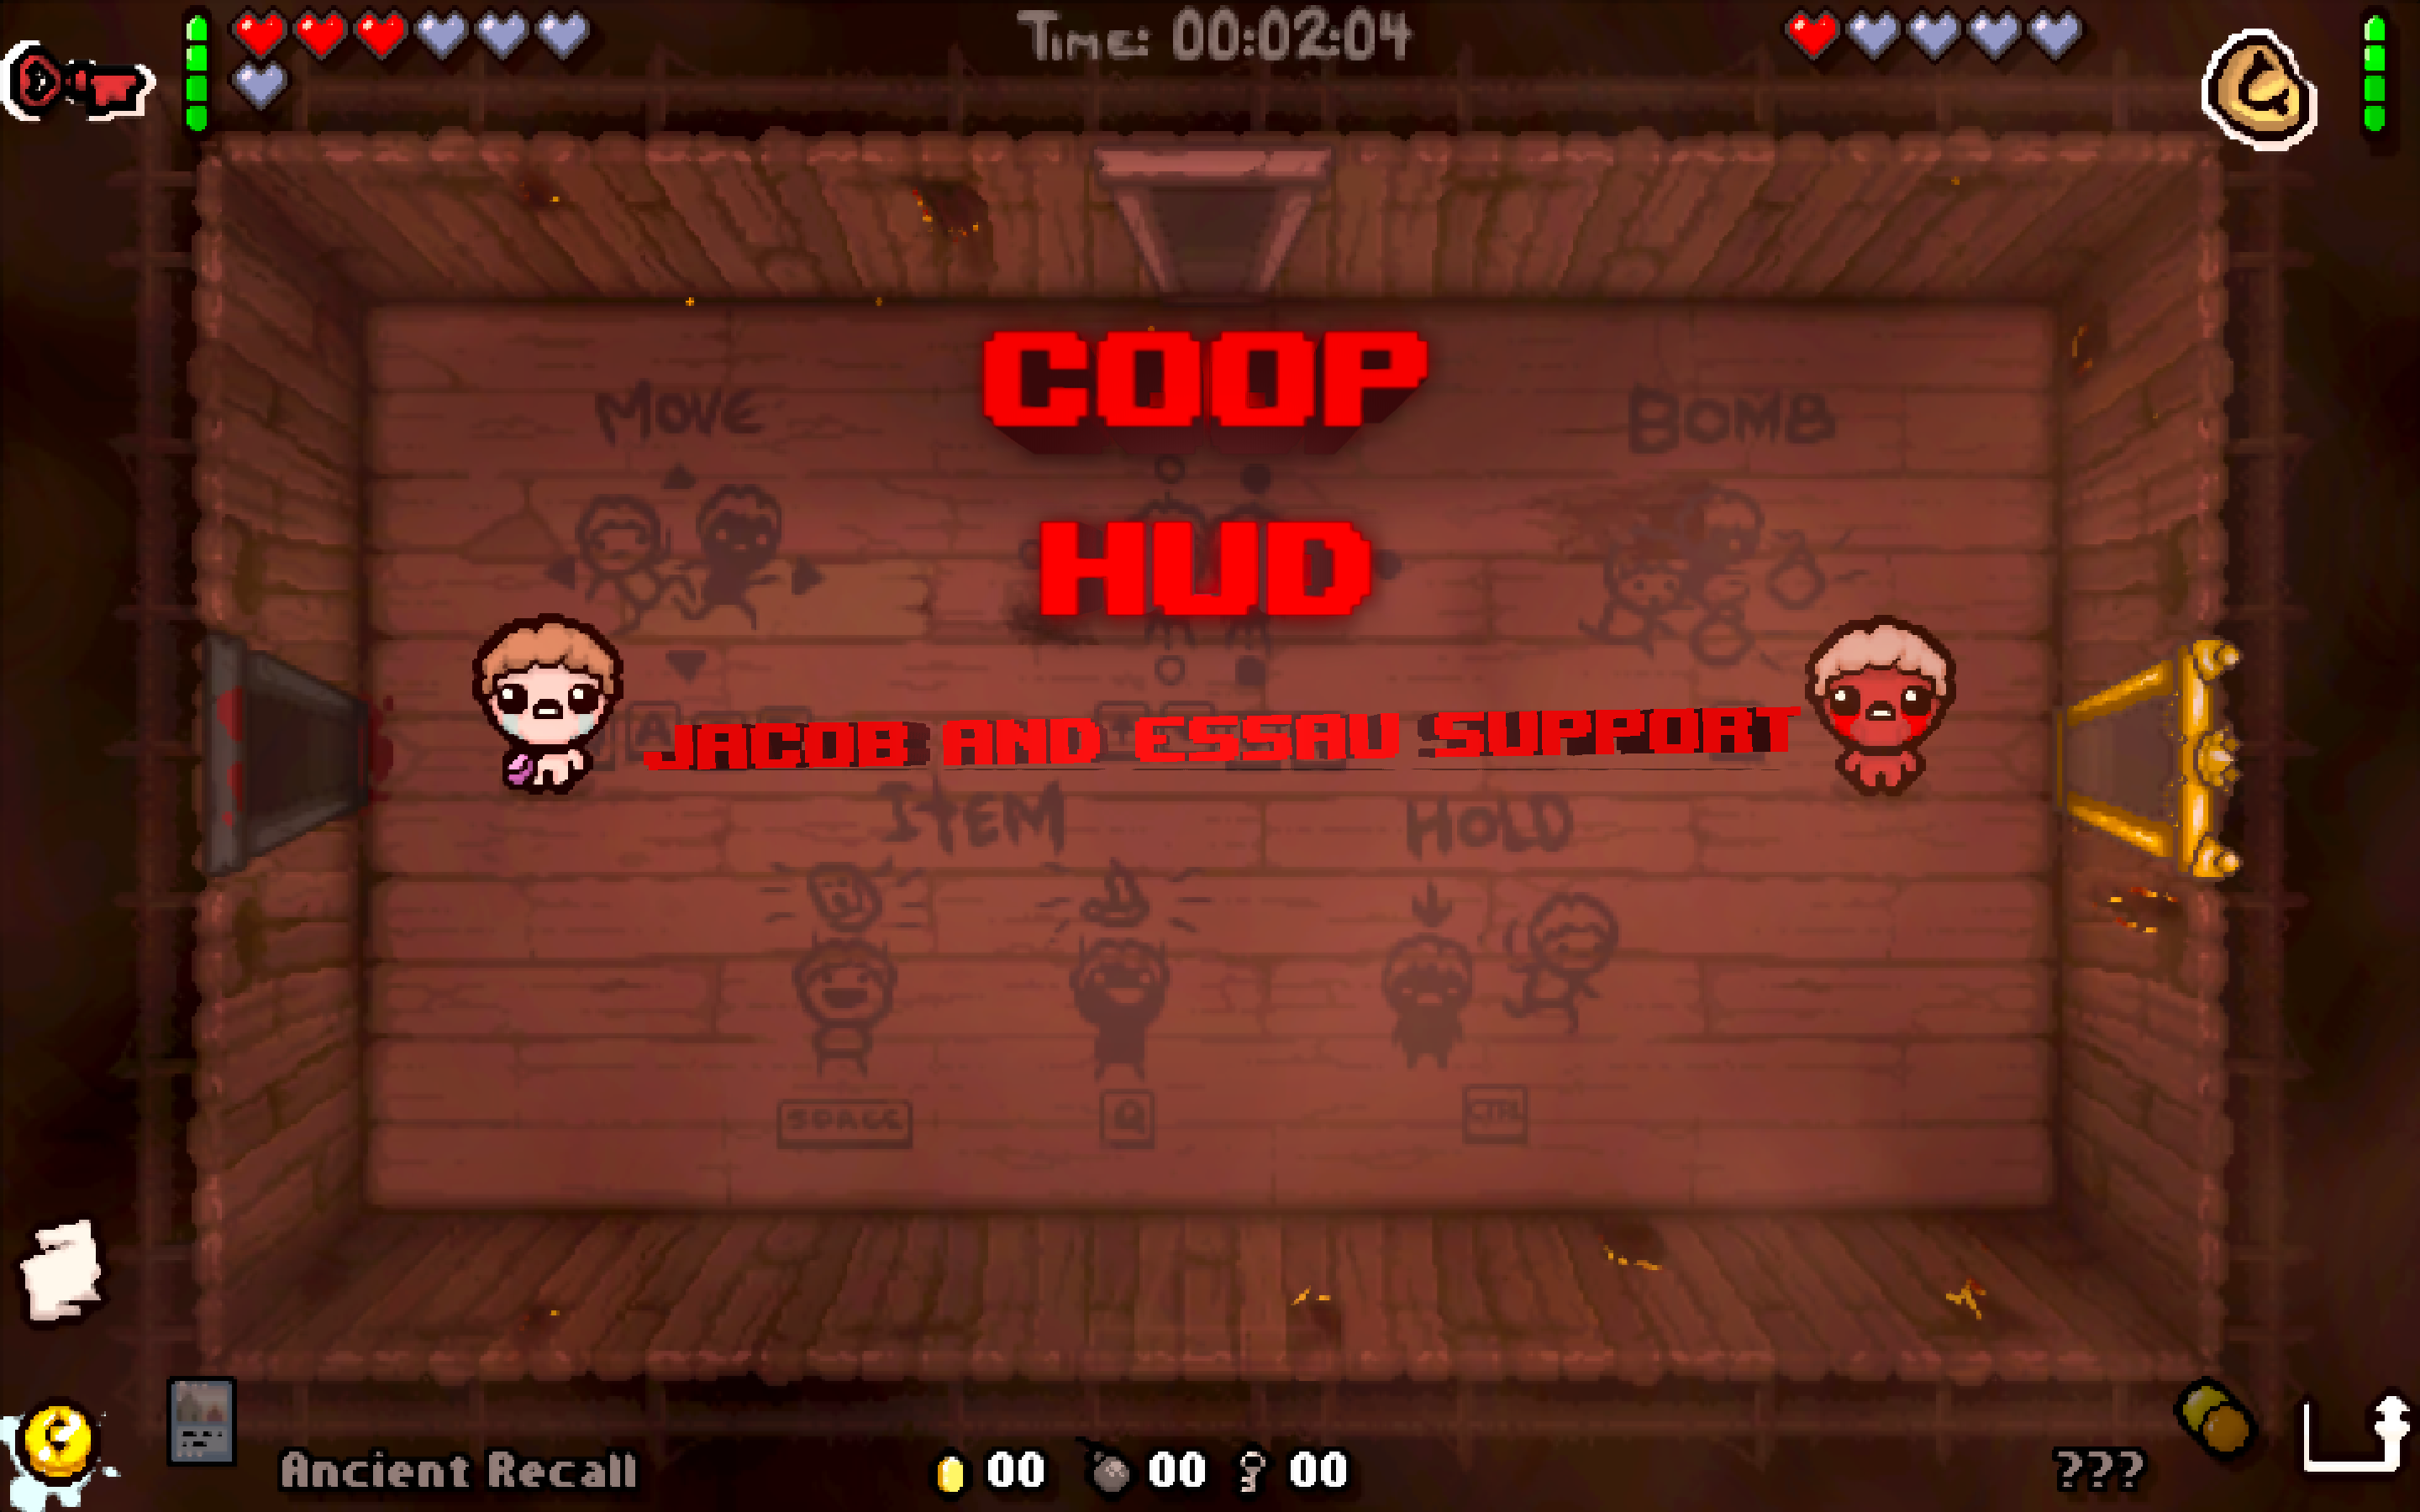 Time: 00:02:04
COOP
HUD
MOVE
BOMB
A
JACOB AND ESSAU SUPPORT
ITEM
HOLD
SPACE
Q
CTRL
Ancient Recall
00
00
00
???